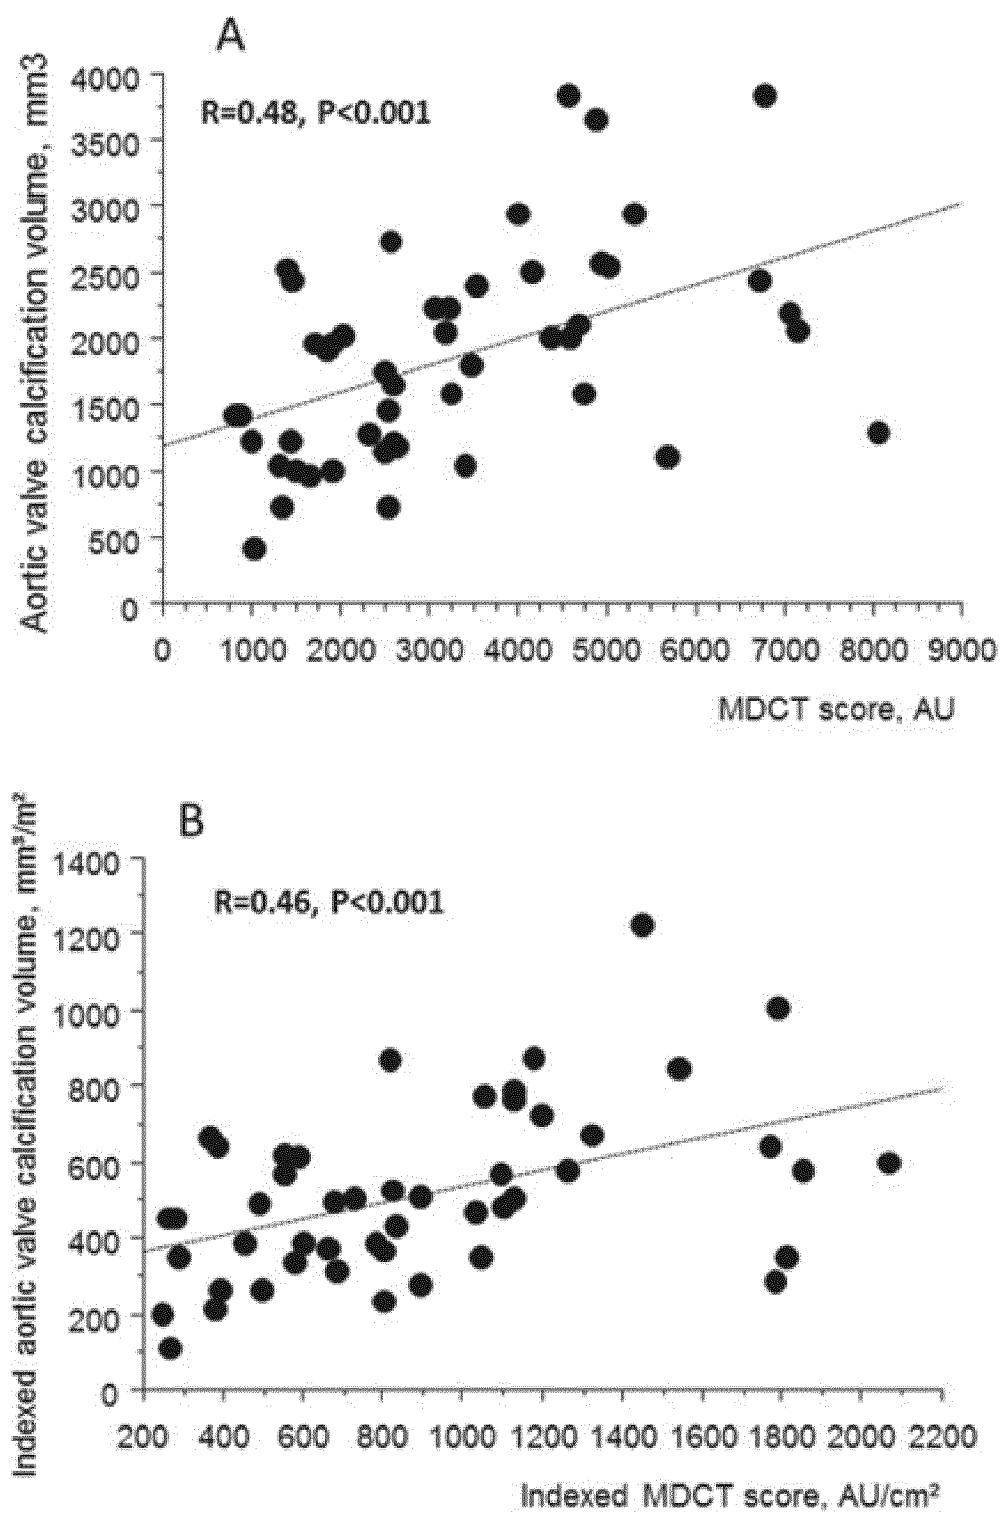 A
R=0.48, P<0.001
Aortic valve calcification volume, mm3
4000
3500
3000
2500
2000
1500
1000
500
0
0 1000 2000 3000 4000 5000 6000 7000 8000 9000
MDCT score, AU
B
R=0.46, P<0.001
Indexed aortic valve calcification volume, mm³/m²
1400
1200
1000
800
600
400
200
0
200 400 600 800 1000 1200 1400 1600 1800 2000 2200
Indexed MDCT score, AU/cm²